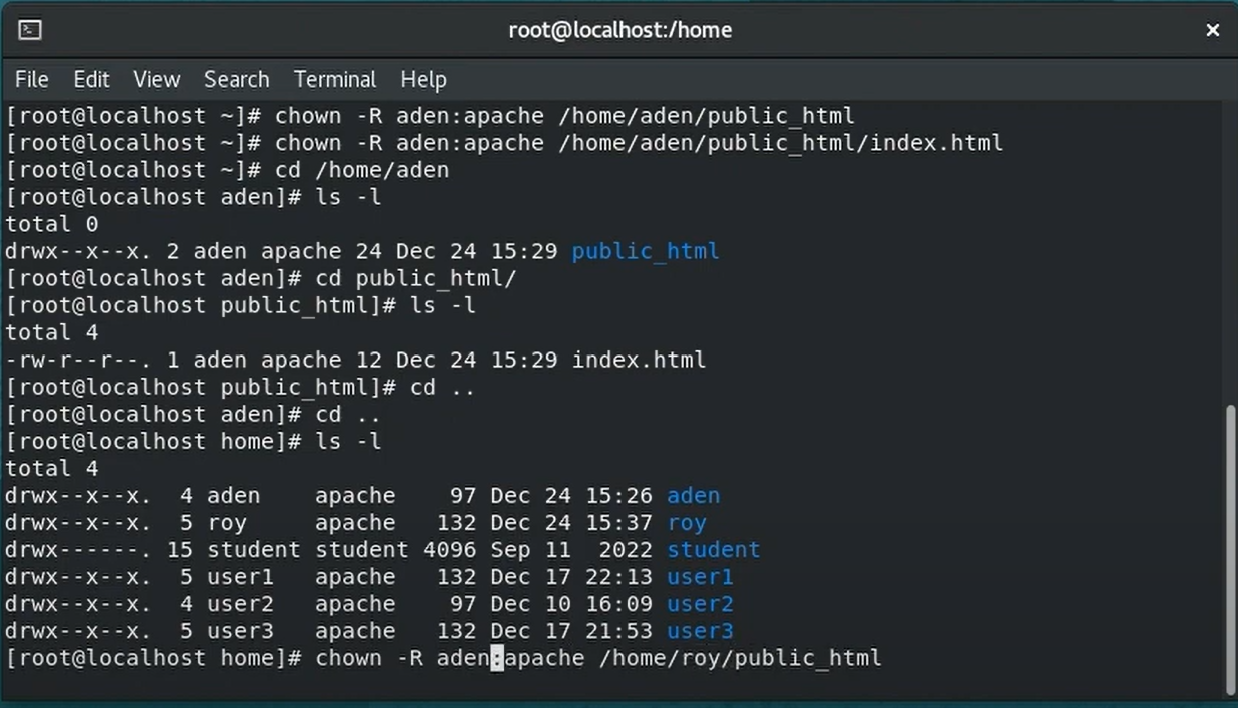 root@localhost:/home
File Edit View Search Terminal Help
[root@localhost ~]# chown -R aden:apache /home/aden/public_html
[root@localhost ~]# chown -R aden:apache /home/aden/public_html/index.html
[root@localhost ~]# cd /home/aden
[root@localhost aden]# ls -l
total 0
drwx--x--x. 2 aden apache 24 Dec 24 15:29 public_html
[root@localhost aden]# cd public_html/
[root@localhost public_html]# ls -l
total 4
-rw-r--r--. 1 aden apache 12 Dec 24 15:29 index.html
[root@localhost public_html]# cd ..
[root@localhost aden]# cd ..
[root@localhost home]# ls -l
total 4
drwx--x--x.  4 aden    apache    97 Dec 24 15:26 aden
drwx--x--x.  5 roy     apache   132 Dec 24 15:37 roy
drwx------. 15 student student 4096 Sep 11  2022 student
drwx--x--x.  5 user1   apache   132 Dec 17 22:13 user1
drwx--x--x.  4 user2   apache    97 Dec 10 16:09 user2
drwx--x--x.  5 user3   apache   132 Dec 17 21:53 user3
[root@localhost home]# chown -R aden:apache /home/roy/public_html